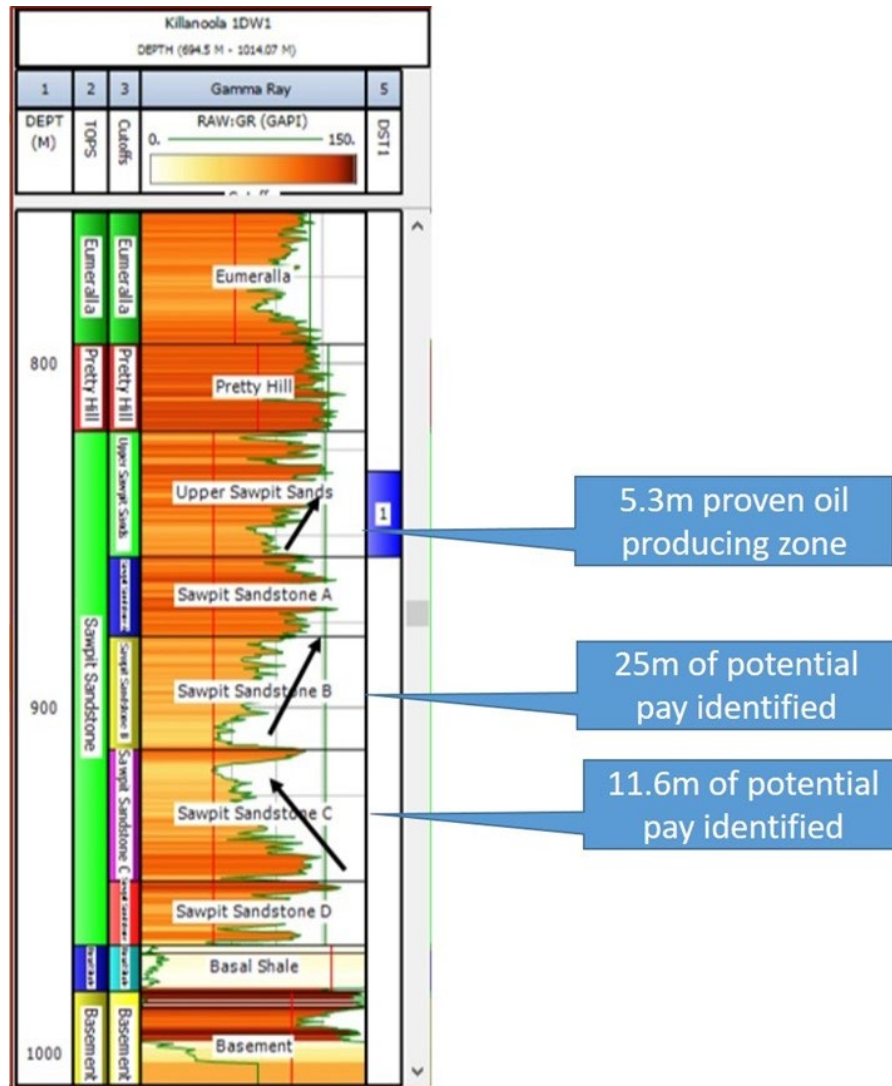 Killanoola 1DW1
DEPTH (694.5 M - 1014.07 M)
1 2 3 Gamma Ray 5
DEPT
(M)
TOPS
Cutoffs
RAW:GR (GAPI)
0. 150.
DST1
Eumeralla
Eumeralla
Eumeralla
800
Pretty Hill
Pretty Hill
Pretty Hill
Upper Sawpit Sands
Upper Sawpit Sands
1
5.3m proven oil
producing zone
Sawpit Sandstone
Sawpit Sandstone A
Sawpit Sandstone B
Sawpit Sandstone B
900
25m of potential
pay identified
Sawpit Sandstone C
Sawpit Sandstone C
11.6m of potential
pay identified
Sawpit Sandstone D
Basal Shale
Basement
Basement
Basement
1000